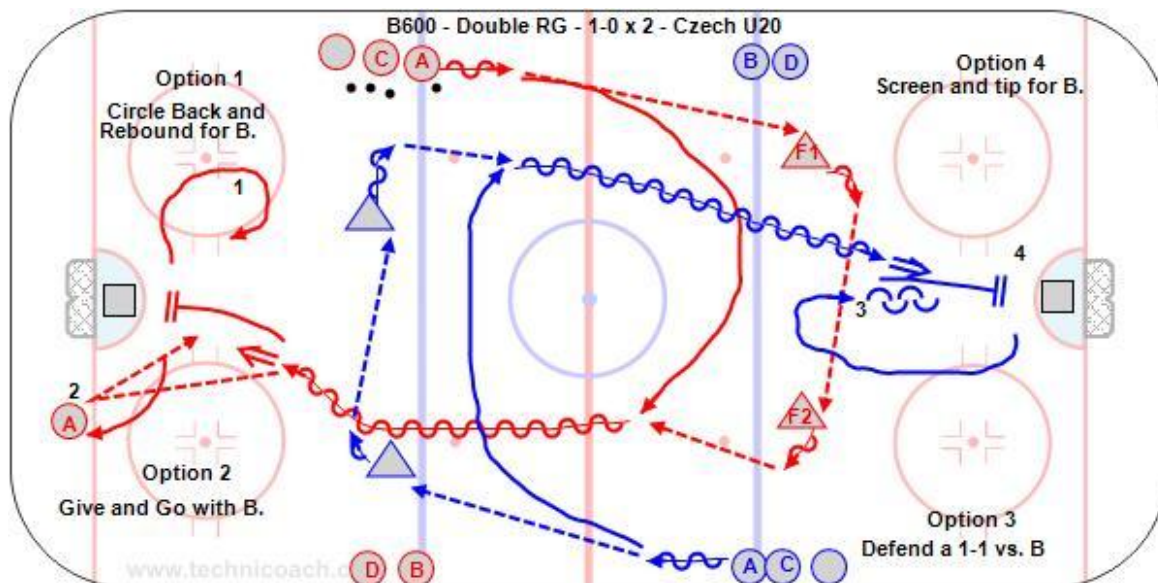 B600 - Double RG - 1-0 x 2 - Czech U20
C A
B D
Option 1
Circle Back and
Rebound for B.
Option 4
Screen and tip for B.
F1
1
4
3
2
A
F2
Option 2
Give and Go with B.
Option 3
Defend a 1-1 vs. B
www.technicoach.c
D B
A C